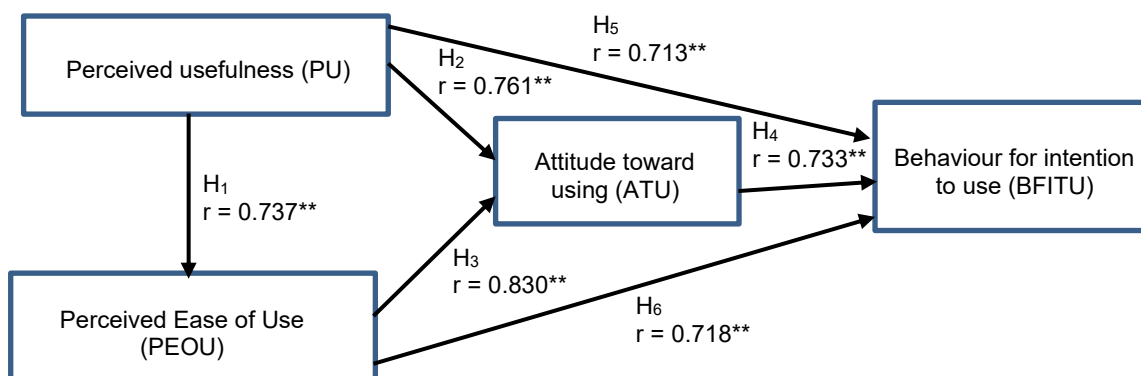 H₅
r = 0.713**
Perceived usefulness (PU)
H₂
r = 0.761**
H₄
r = 0.733**
Attitude toward
using (ATU)
Behaviour for intention
to use (BFITU)
H₁
r = 0.737**
H₃
r = 0.830**
Perceived Ease of Use
(PEOU)
H₆
r = 0.718**